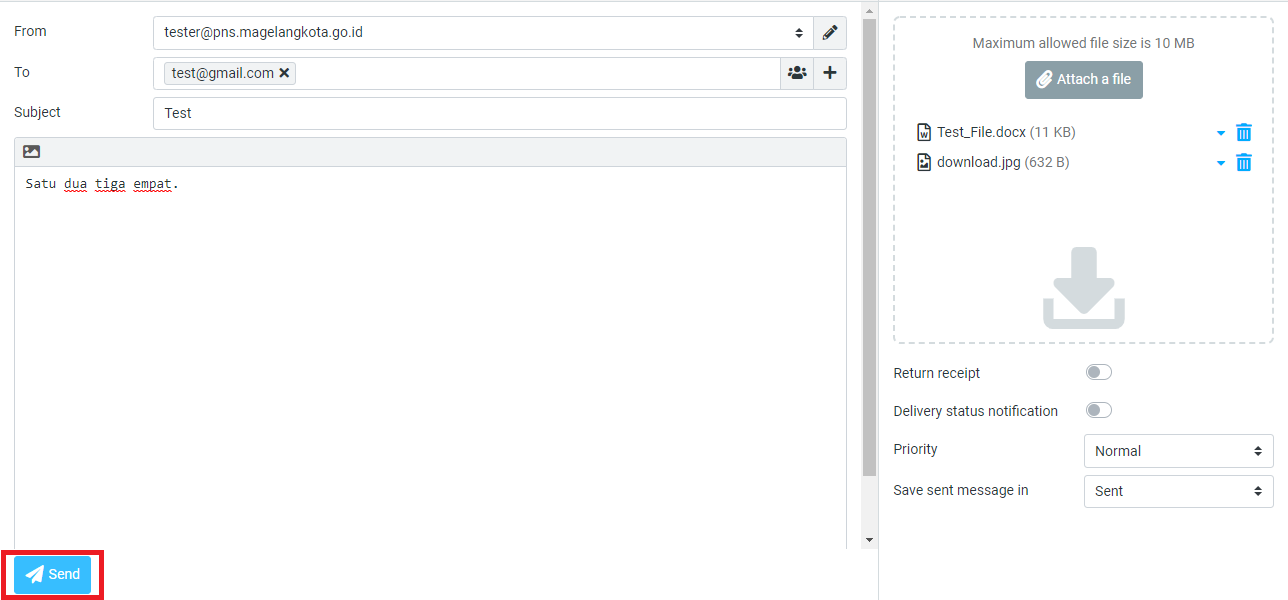 From
tester@pns.magelangkota.go.id
To
test@gmail.com
Subject
Test
Satu dua tiga empat.
Send
Maximum allowed file size is 10 MB
Attach a file
Test_File.docx (11 KB)
download.jpg (632 B)
Return receipt
Delivery status notification
Priority
Normal
Save sent message in
Sent